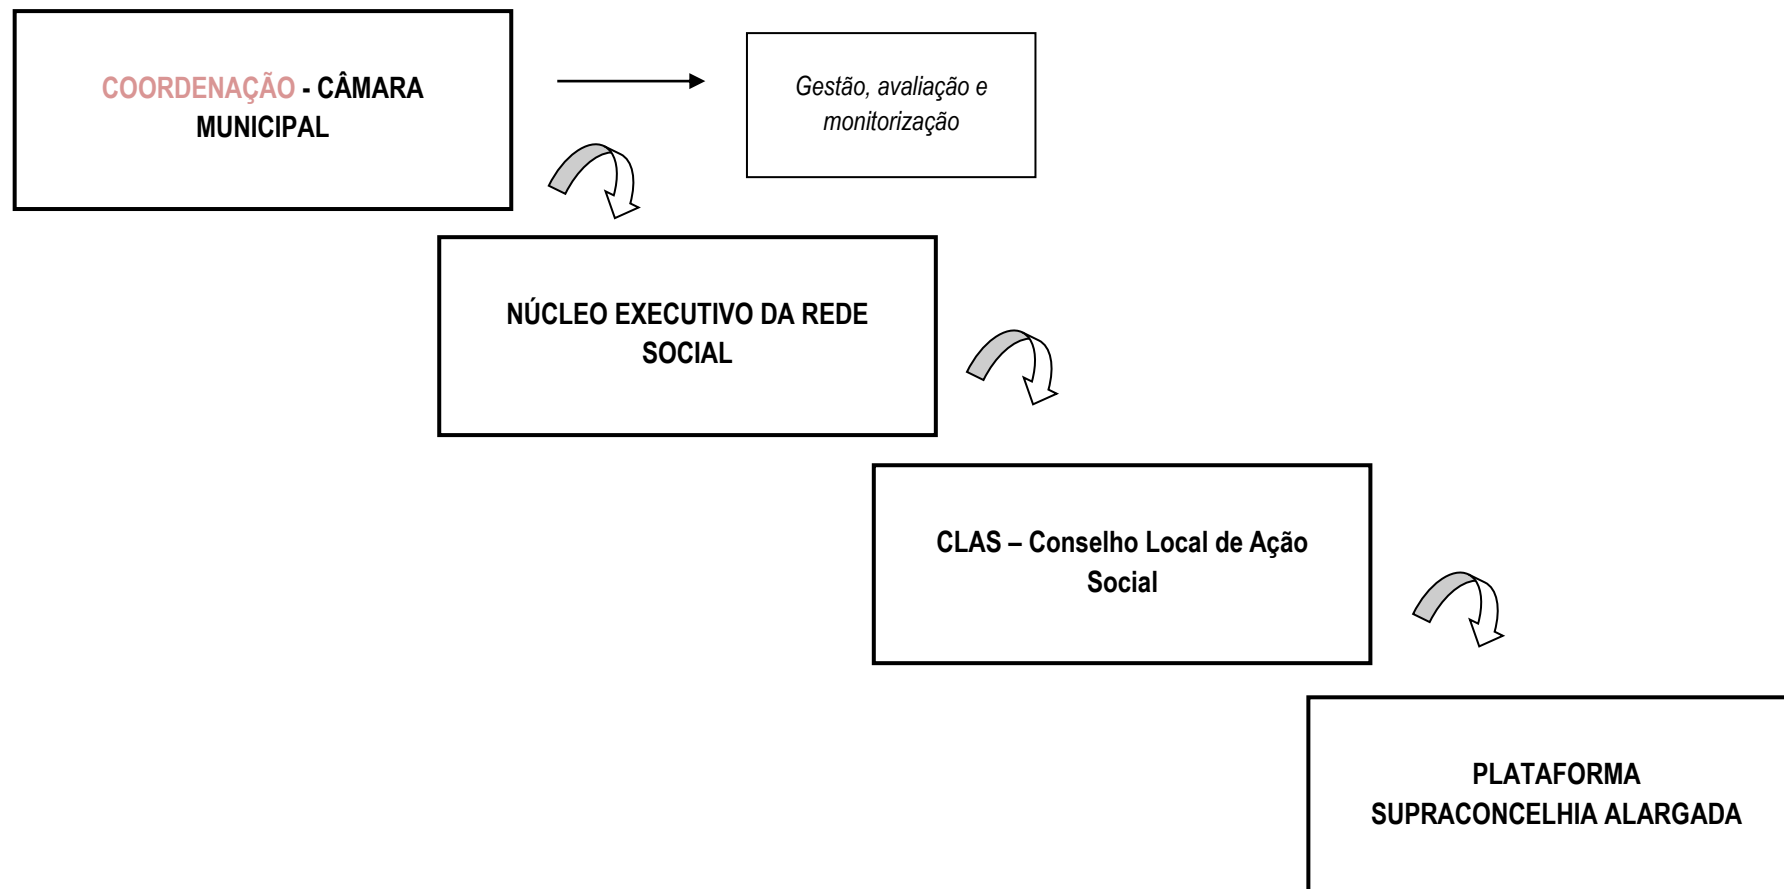 COORDENAÇÃO - CÂMARA
MUNICIPAL
Gestão, avaliação e
monitorização
NÚCLEO EXECUTIVO DA REDE
SOCIAL
CLAS – Conselho Local de Ação
Social
PLATAFORMA
SUPRACONCELHIA ALARGADA